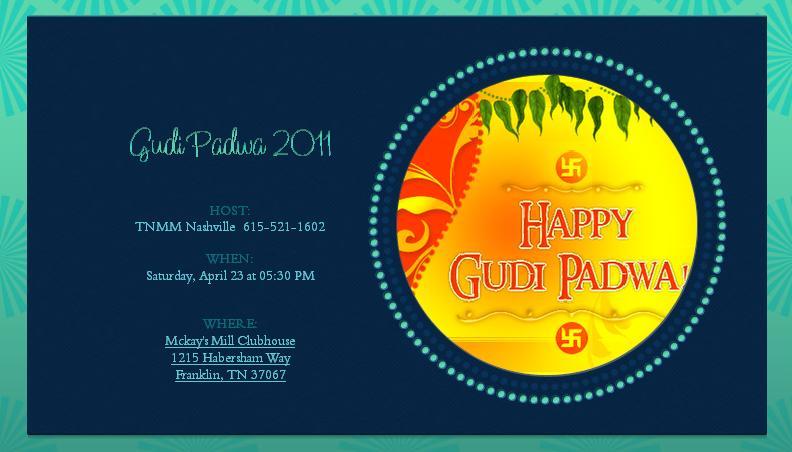 Gudi Padwa 2011
HOST:
TNMM Nashville 615-521-1602
WHEN:
Saturday, April 23 at 05:30 PM
WHERE:
Mckay's Mill Clubhouse
1215 Habersham Way
Franklin, TN 37067
HAPPY
GUDI PADWA!